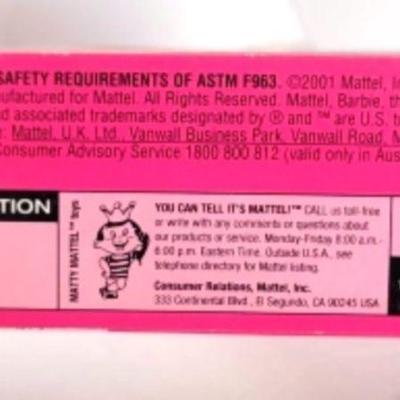 SAFETY REQUIREMENTS OF ASTM F963. ©2001 Mattel, In
ufactured for Mattel. All Rights Reserved. Mattel, Barbie, th
d associated trademarks designated by ® and ™ are U.S. t
: Mattel, U.K. Ltd., Vanwall Business Park, Vanwall Road, M
Consumer Advisory Service 1800 800 812 (valid only in Aus
TION
MATTY MATTEL™ toys
YOU CAN TELL IT'S MATTEL!™ CALL us toll-free
or write with any comments or questions about
our products or service. Monday-Friday 8:00 a.m.-
6:00 p.m. Eastern Time. Outside U.S.A., see
telephone directory for Mattel listing.
Consumer Relations, Mattel, Inc.
333 Continental Blvd., El Segundo, CA 90245 USA